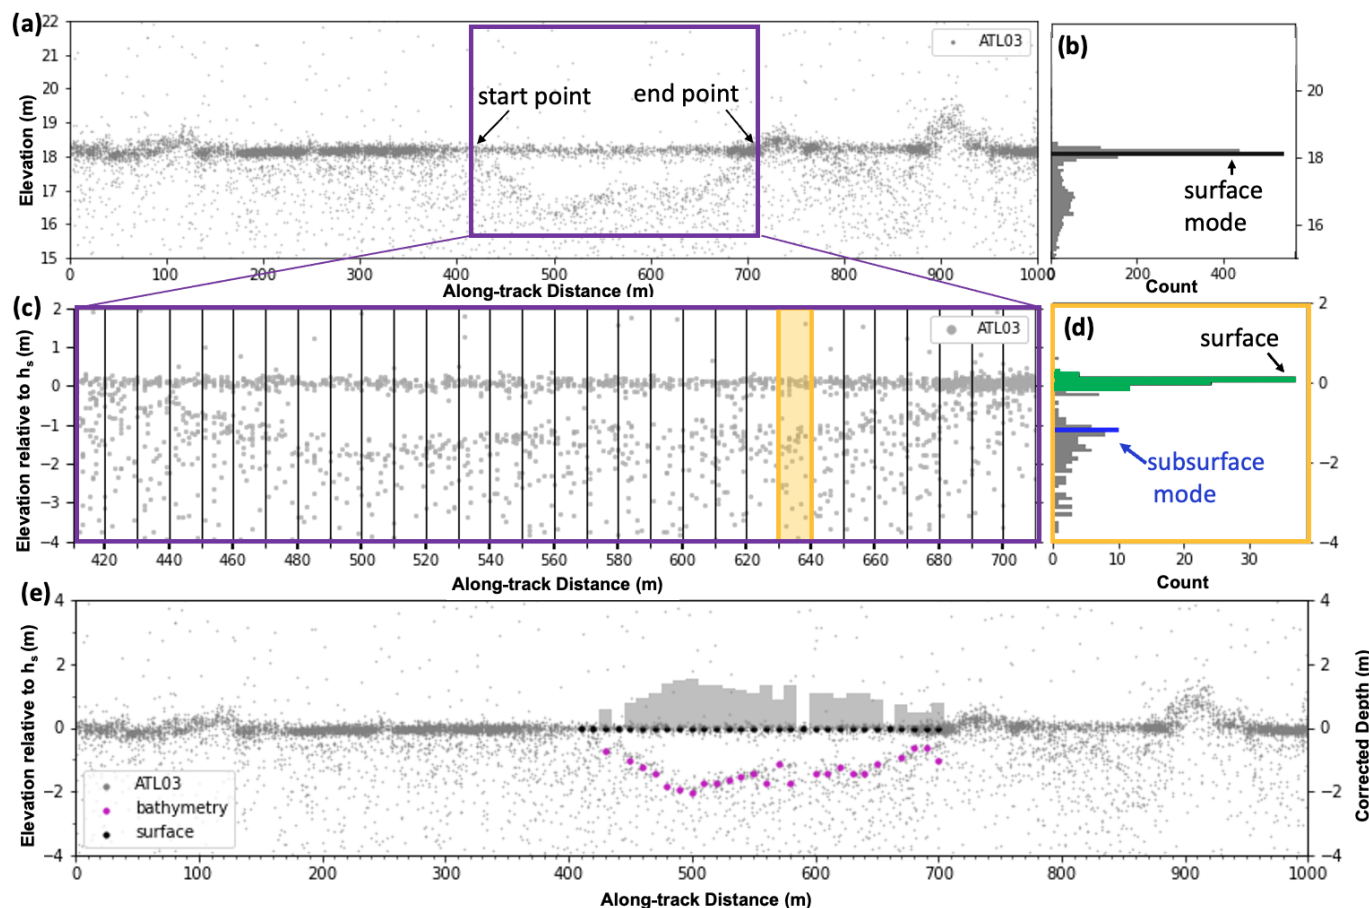 (a)
22
21
20
19
18
17
16
15
Elevation (m)
ATL03
start point
end point
0
100
200
300
400
500
600
700
800
900
1000
Along-track Distance (m)
(b)
20
18
16
surface
mode
0
200
400
Count
(c)
2
1
0
−1
−2
−3
−4
Elevation relative to hs (m)
ATL03
420
440
460
480
500
510
520
540
560
580
600
620
640
660
680
700
Along-track Distance (m)
(d)
surface
subsurface
mode
2
0
−2
−4
0
10
20
30
Count
(e)
4
2
0
−2
−4
Elevation relative to hs (m)
ATL03
bathymetry
surface
4
2
0
−2
−4
Corrected Depth (m)
0
100
200
300
400
500
600
700
800
900
1000
Along-track Distance (m)